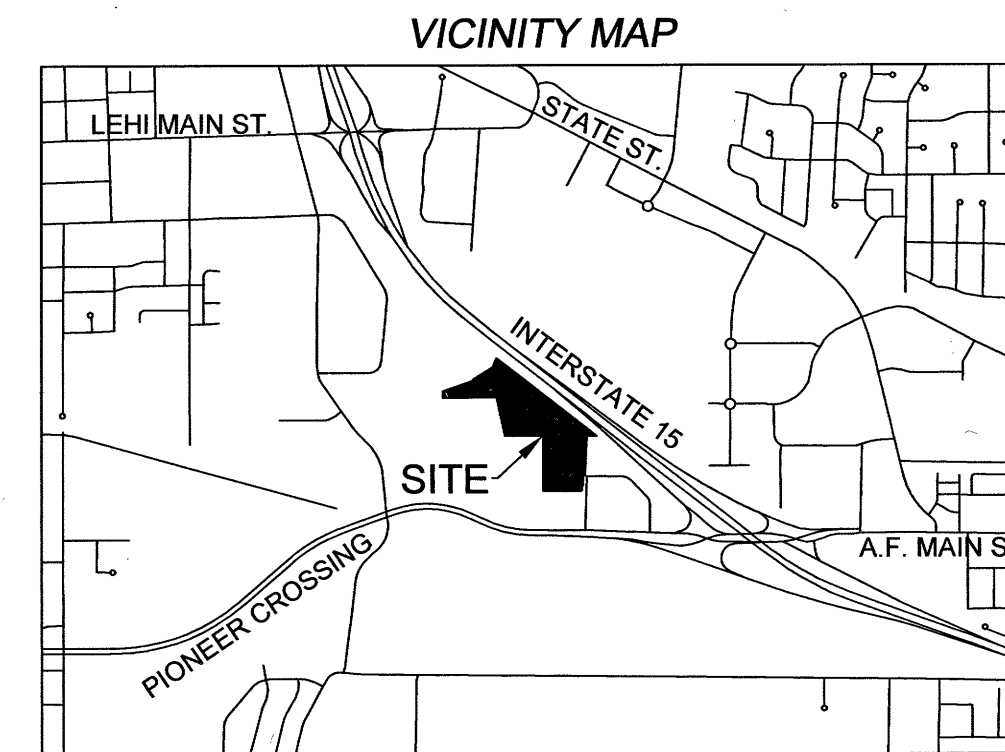 VICINITY MAP
LEHI MAIN ST.
STATE ST.
INTERSTATE 15
SITE
A.F. MAIN S
PIONEER CROSSING